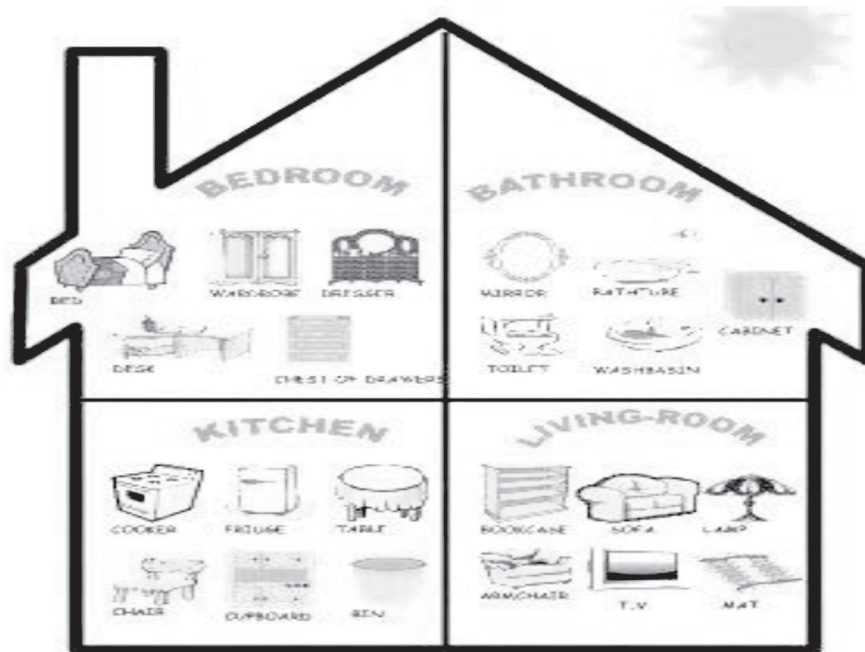 BEDROOM
BATHROOM
BED
WARDROBE
DRESSER
MIRROR
BATHTUBE
CABINET
DESK
CHEST OF DRAWERS
TOILET
WASHBASIN
KITCHEN
LIVING-ROOM
COOKER
FRIDGE
TABLE
BOOKCASE
SOFA
LAMP
CHAIR
CUPBOARD
BIN
ARMCHAIR
T.V
MAT